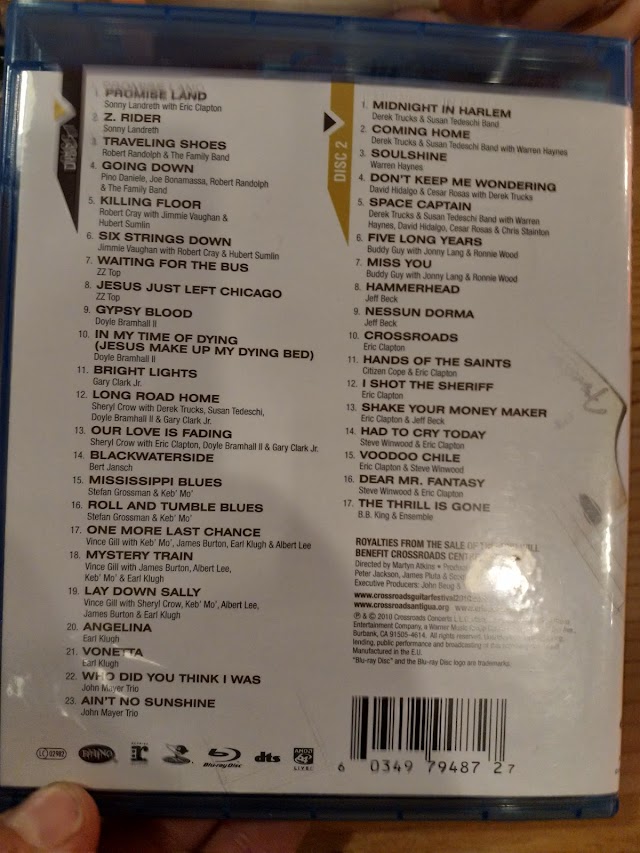 DISC 1
1. PROMISE LAND
Sonny Landreth with Eric Clapton
2. Z. RIDER
Sonny Landreth
3. TRAVELING SHOES
Robert Randolph & The Family Band
4. GOING DOWN
Pino Daniele, Joe Bonamassa, Robert Randolph
& The Family Band
5. KILLING FLOOR
Robert Cray with Jimmie Vaughan &
Hubert Sumlin
6. SIX STRINGS DOWN
Jimmie Vaughan with Robert Cray & Hubert Sumlin
7. WAITING FOR THE BUS
ZZ Top
8. JESUS JUST LEFT CHICAGO
ZZ Top
9. GYPSY BLOOD
Doyle Bramhall II
10. IN MY TIME OF DYING
(JESUS MAKE UP MY DYING BED)
Doyle Bramhall II
11. BRIGHT LIGHTS
Gary Clark Jr.
12. LONG ROAD HOME
Sheryl Crow with Derek Trucks, Susan Tedeschi,
Doyle Bramhall II & Gary Clark Jr.
13. OUR LOVE IS FADING
Sheryl Crow with Eric Clapton, Doyle Bramhall II & Gary Clark Jr.
14. BLACKWATERSIDE
Bert Jansch
15. MISSISSIPPI BLUES
Stefan Grossman & Keb' Mo'
16. ROLL AND TUMBLE BLUES
Stefan Grossman & Keb' Mo'
17. ONE MORE LAST CHANCE
Vince Gill with Keb' Mo', James Burton, Earl Klugh & Albert Lee
18. MYSTERY TRAIN
Vince Gill with James Burton, Albert Lee,
Keb' Mo' & Earl Klugh
19. LAY DOWN SALLY
Vince Gill with Sheryl Crow, Keb' Mo', Albert Lee,
James Burton & Earl Klugh
20. ANGELINA
Earl Klugh
21. VONETTA
Earl Klugh
22. WHO DID YOU THINK I WAS
John Mayer Trio
23. AIN'T NO SUNSHINE
John Mayer Trio
DISC 2
1. MIDNIGHT IN HARLEM
Derek Trucks & Susan Tedeschi Band
2. COMING HOME
Derek Trucks & Susan Tedeschi Band with Warren Haynes
3. SOULSHINE
Warren Haynes
4. DON'T KEEP ME WONDERING
David Hidalgo & Cesar Rosas with Derek Trucks
5. SPACE CAPTAIN
Derek Trucks & Susan Tedeschi Band with Warren
Haynes, David Hidalgo, Cesar Rosas & Chris Stainton
6. FIVE LONG YEARS
Buddy Guy with Jonny Lang & Ronnie Wood
7. MISS YOU
Buddy Guy with Jonny Lang & Ronnie Wood
8. HAMMERHEAD
Jeff Beck
9. NESSUN DORMA
Jeff Beck
10. CROSSROADS
Eric Clapton
11. HANDS OF THE SAINTS
Citizen Cope & Eric Clapton
12. I SHOT THE SHERIFF
Eric Clapton
13. SHAKE YOUR MONEY MAKER
Eric Clapton & Jeff Beck
14. HAD TO CRY TODAY
Steve Winwood & Eric Clapton
15. VOODOO CHILE
Eric Clapton & Steve Winwood
16. DEAR MR. FANTASY
Steve Winwood & Eric Clapton
17. THE THRILL IS GONE
B.B. King & Ensemble
ROYALTIES FROM THE SALE OF
BENEFIT CROSSROADS
Directed by Martyn Atkins •
Peter Jackson, James Pluta &
Executive Producers: John Beug &
www.crossroadsguitarfestival2010
www.crossroadsantigua.org
℗ & © 2010 Crossroads Concerts
Entertainment Company, a Warner Music
Burbank, CA 91505-4614. All rights reserved.
lending, public performance and broadcasting
Manufactured in the E.U.
"Blu-ray Disc" and the Blu-ray Disc logo are trademarks.
LC 02982
RHINO
reprise
r
Blu-ray Disc
dts
LIVE!
6 0349 79487 27